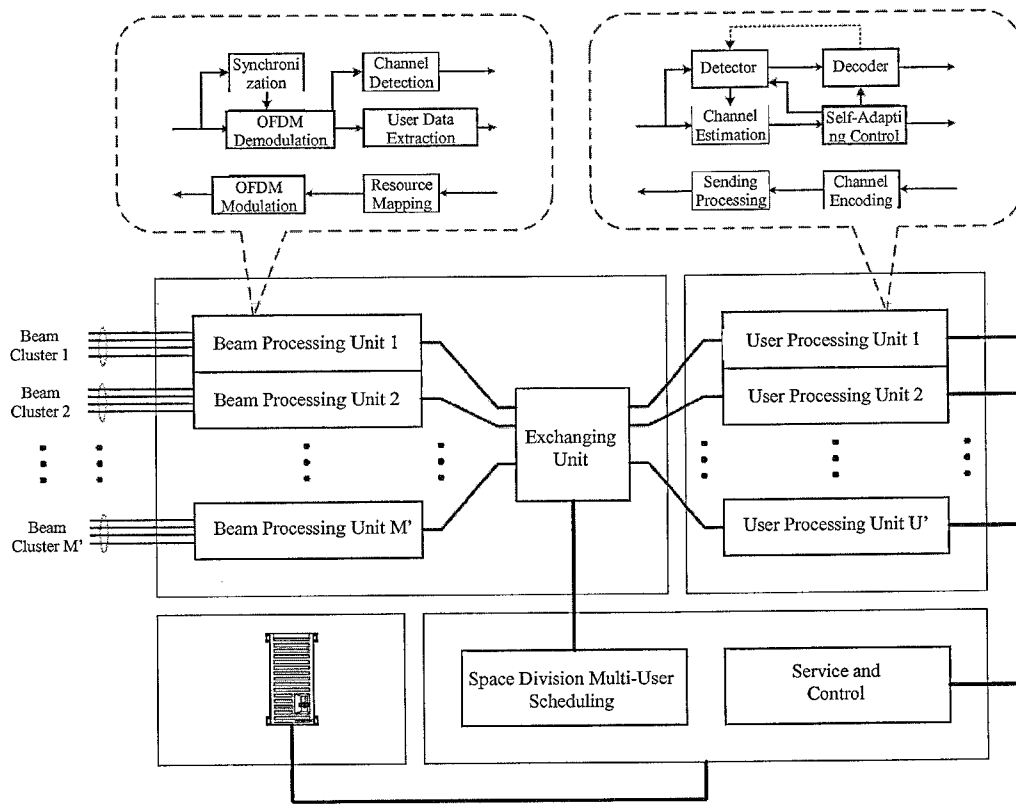 Synchroni
zation
Channel
Detection
OFDM
Demodulation
User Data
Extraction
OFDM
Modulation
Resource
Mapping
Detector
Decoder
Channel
Estimation
Self-Adapti
ng Control
Sending
Processing
Channel
Encoding
Beam
Cluster 1
Beam Processing Unit 1
User Processing Unit 1
Beam
Cluster 2
Beam Processing Unit 2
User Processing Unit 2
Exchanging
Unit
Beam
Cluster M'
Beam Processing Unit M'
User Processing Unit U'
Space Division Multi-User
Scheduling
Service and
Control